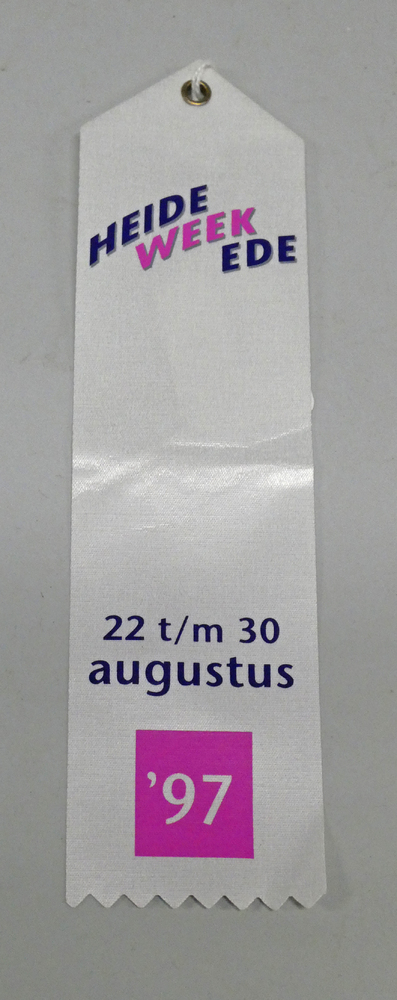 HEIDE
WEEK
EDE
22 t/m 30
augustus
’97